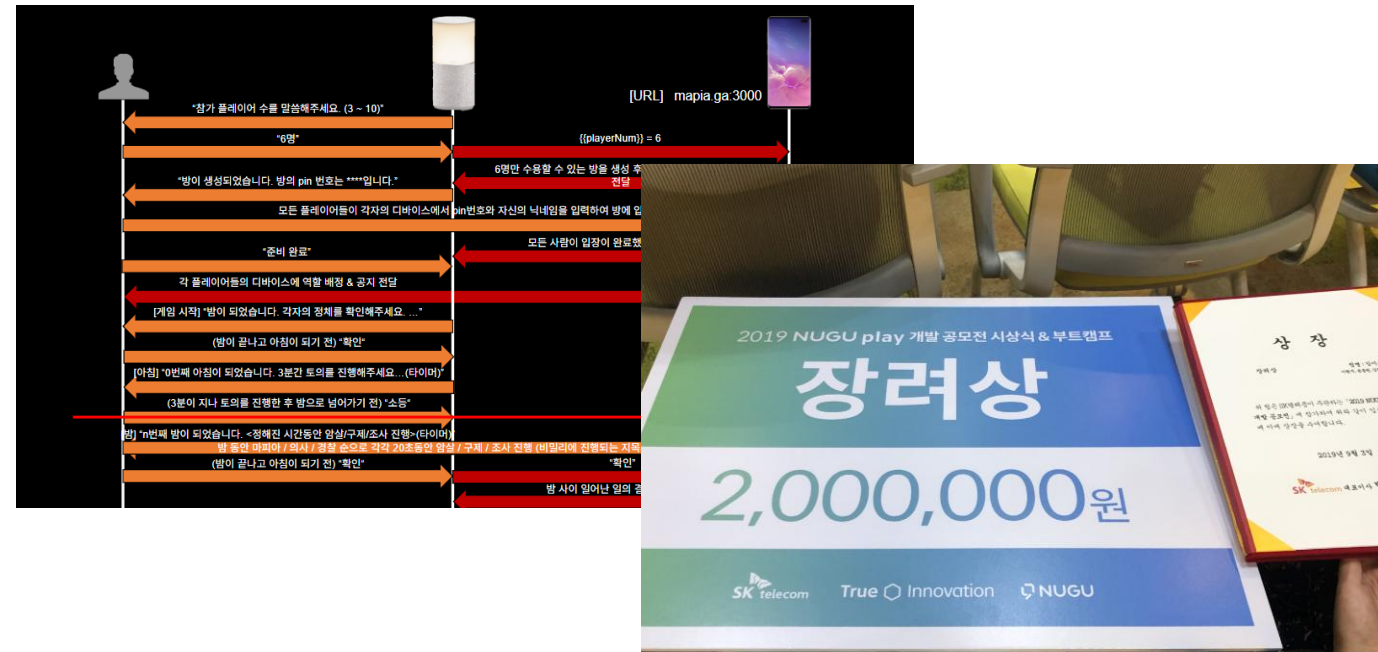 [URL] mapia.ga:3000
"참가 플레이어 수를 말씀해주세요. (3 ~ 10)"
"6명"
{{playerNum}} = 6
6명만 수용할 수 있는 방을 생성 후
전달
"방이 생성되었습니다. 방의 pin 번호는 ****입니다."
모든 플레이어들이 각자의 디바이스에서 pin번호와 자신의 닉네임을 입력하여 방에 입
모든 사람이 입장이 완료했
"준비 완료"
각 플레이어들의 디바이스에 역할 배정 & 공지 전달
[게임 시작] "밤이 되었습니다. 각자의 정체를 확인해주세요. ..."
(밤이 끝나고 아침이 되기 전) "확인"
[아침] "0번째 아침이 되었습니다. 3분간 토의를 진행해주세요...(타이머)"
(3분이 지나 토의를 진행한 후 밤으로 넘어가기 전) "소등"
밤] "n번째 밤이 되었습니다. <정해진 시간동안 암살/구제/조사 진행>(타이머)"
밤 동안 마피아 / 의사 / 경찰 순으로 각각 20초동안 암살 / 구제 / 조사 진행 (비밀리에 진행되는 지목
(밤이 끝나고 아침이 되기 전) "확인"
"확인"
밤 사이 일어난 일의 결
2019 NUGU play 개발 공모전 시상식 & 부트캠프
장려상
2,000,000원
SK telecom
True Innovation
NUGU
상 장
장려상
2019년 9월 3일
SK telecom 대표이사